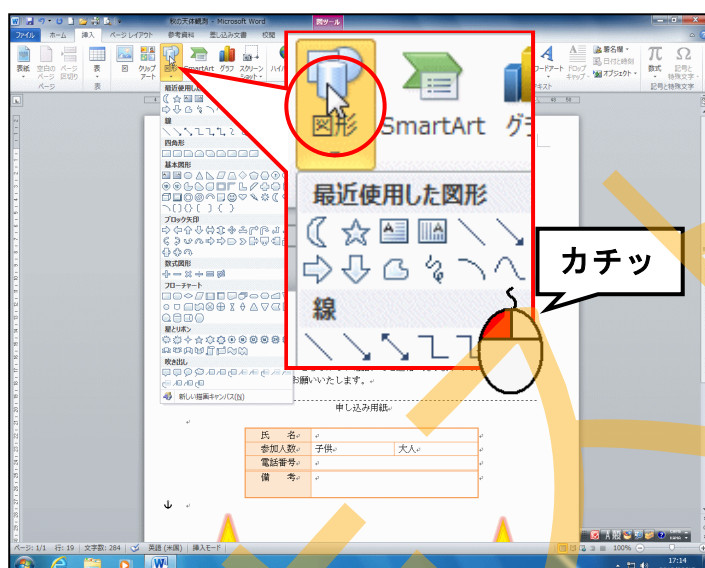 秋の天体観測 - Microsoft Word
図ツール
ファイル ホーム 挿入 ページ レイアウト 参考資料 差し込み文書 校閲
表紙 空白のページ ページ区切り 表 図 クリップアート 図形 SmartArt グラフ スクリーンショット
ページ 表
ワードアート ドロップキャップ 署名欄 日付と時刻 オブジェクト 数式 記号と特殊文字
テキスト 記号と特殊文字
図形 SmartArt
最近使用した図形
線
カチッ
最近使用した
線
四角形
基本図形
ブロック矢印
数式図形
フローチャート
星とリボン
吹き出し
新しい描画キャンバス(N)
お願いいたします。
申し込み用紙
氏 名
参加人数 子供 大人
電話番号
備 考
ページ: 1/1 行: 19 文字数: 284 英語 (米国) 挿入モード 100%
A 般
17:14